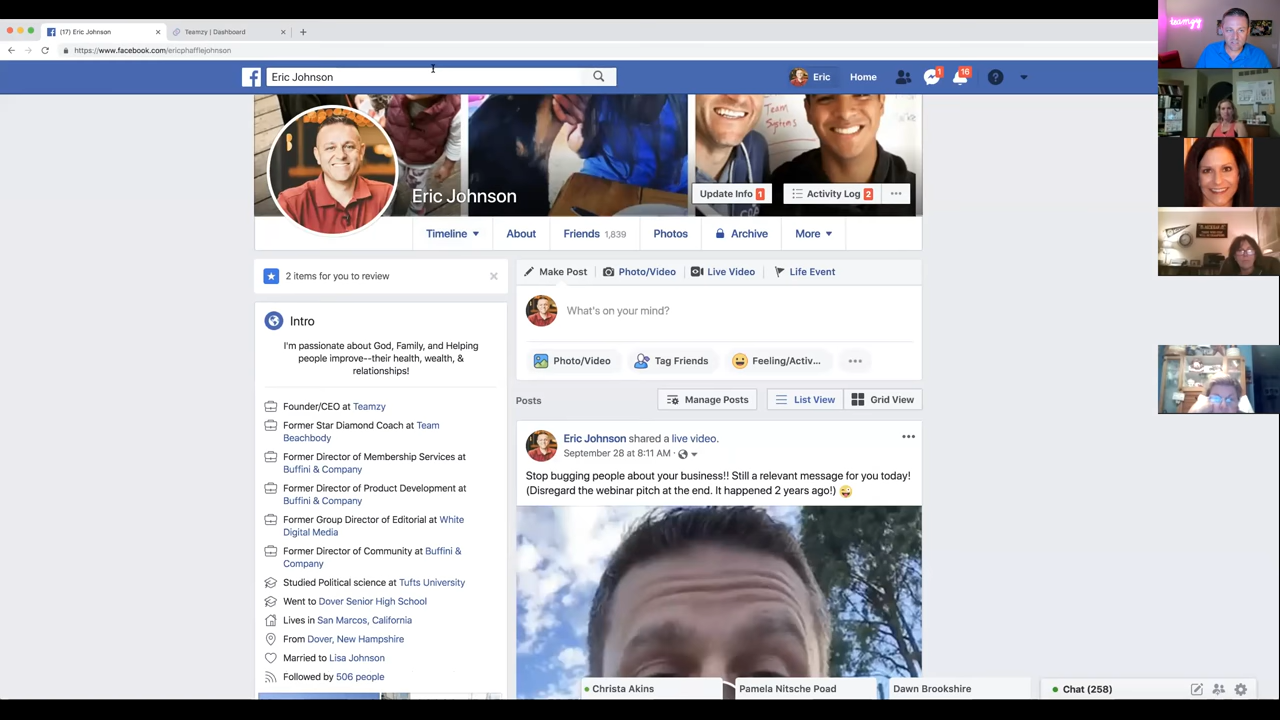 (17) Eric Johnson
Teamzy | Dashboard
https://www.facebook.com/ericphafflejohnson
Eric Johnson
Eric
Home
1
16
Team
Systems
Eric Johnson
Update Info 1
Activity Log 2
Timeline
About
Friends 1,839
Photos
Archive
More
2 items for you to review
Intro
I'm passionate about God, Family, and Helping
people improve--their health, wealth, &
relationships!
Founder/CEO at Teamzy
Former Star Diamond Coach at Team
Beachbody
Former Director of Membership Services at
Buffini & Company
Former Director of Product Development at
Buffini & Company
Former Group Director of Editorial at White
Digital Media
Former Director of Community at Buffini &
Company
Studied Political science at Tufts University
Went to Dover Senior High School
Lives in San Marcos, California
From Dover, New Hampshire
Married to Lisa Johnson
Followed by 506 people
Make Post
Photo/Video
Live Video
Life Event
What's on your mind?
Photo/Video
Tag Friends
Feeling/Activ...
Posts
Manage Posts
List View
Grid View
Eric Johnson shared a live video.
September 28 at 8:11 AM ·
Stop bugging people about your business!! Still a relevant message for you today!
(Disregard the webinar pitch at the end. It happened 2 years ago!)
Christa Akins
Pamela Nitsche Poad
Dawn Brookshire
Chat (258)
teamzy